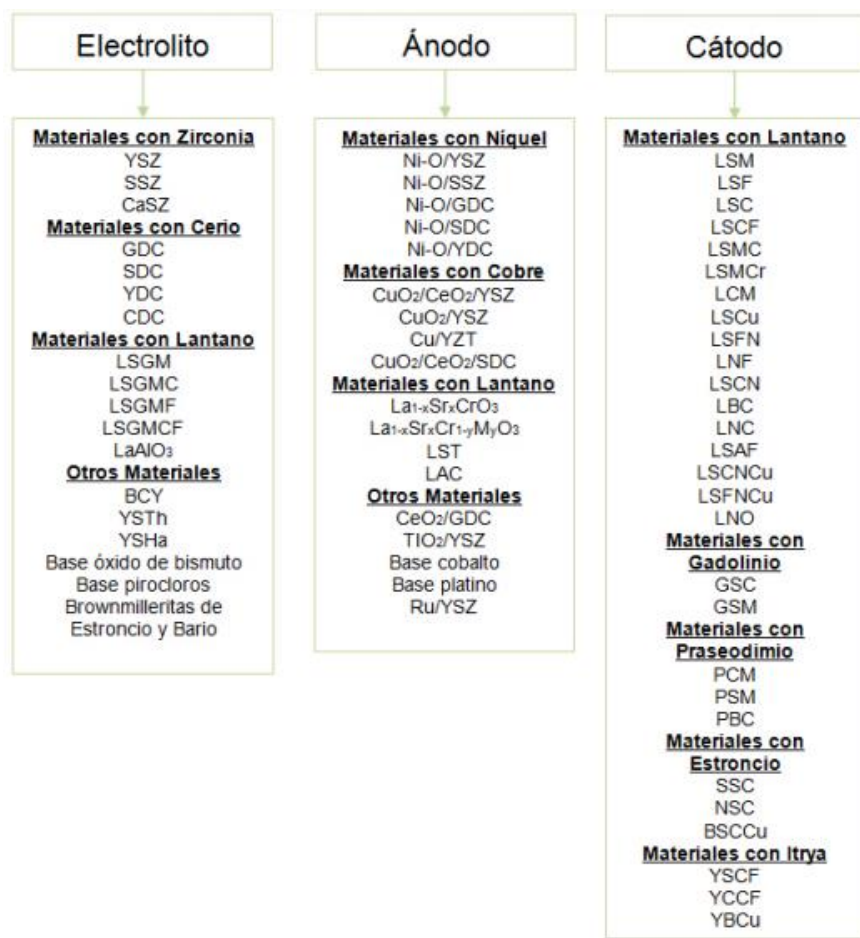 Electrolito
Materiales con Zirconia
YSZ
SSZ
CaSZ
Materiales con Cerio
GDC
SDC
YDC
CDC
Materiales con Lantano
LSGM
LSGMC
LSGMF
LSGMCF
LaAlO₃
Otros Materiales
BCY
YSTh
YSHa
Base óxido de bismuto
Base pirocloros
Brownmilleritas de
Estroncio y Bario
Ánodo
Materiales con Níquel
Ni-O/YSZ
Ni-O/SSZ
Ni-O/GDC
Ni-O/SDC
Ni-O/YDC
Materiales con Cobre
CuO₂/CeO₂/YSZ
CuO₂/YSZ
Cu/YZT
CuO₂/CeO₂/SDC
Materiales con Lantano
La₁₋ₓSrₓCrO₃
La₁₋ₓSrₓCr₁₋yMyO₃
LST
LAC
Otros Materiales
CeO₂/GDC
TIO₂/YSZ
Base cobalto
Base platino
Ru/YSZ
Cátodo
Materiales con Lantano
LSM
LSF
LSC
LSCF
LSMC
LSMCr
LCM
LSCu
LSFN
LNF
LSCN
LBC
LNC
LSAF
LSCNCu
LSFNCu
LNO
Materiales con
Gadolinio
GSC
GSM
Materiales con
Praseodimio
PCM
PSM
PBC
Materiales con
Estroncio
SSC
NSC
BSCCu
Materiales con Itrya
YSCF
YCCF
YBCu